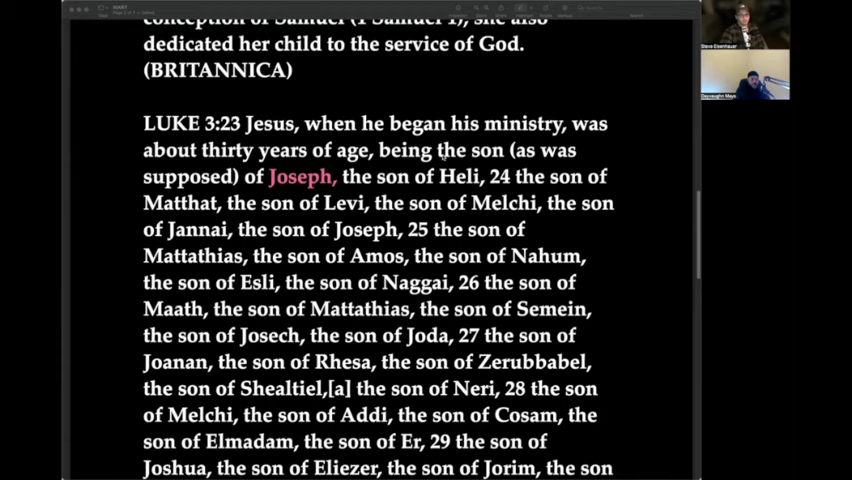 conception of Samuel (1 Samuel 1), she also
dedicated her child to the service of God.
(BRITANNICA)
LUKE 3:23 Jesus, when he began his ministry, was
about thirty years of age, being the son (as was
supposed) of Joseph, the son of Heli, 24 the son of
Matthat, the son of Levi, the son of Melchi, the son
of Jannai, the son of Joseph, 25 the son of
Mattathias, the son of Amos, the son of Nahum,
the son of Esli, the son of Naggai, 26 the son of
Maath, the son of Mattathias, the son of Semein,
the son of Josech, the son of Joda, 27 the son of
Joanan, the son of Rhesa, the son of Zerubbabel,
the son of Shealtiel,[a] the son of Neri, 28 the son
of Melchi, the son of Addi, the son of Cosam, the
son of Elmadam, the son of Er, 29 the son of
Joshua, the son of Eliezer, the son of Jorim, the son
Steve Eisenhauer
Dazvaughn Mays